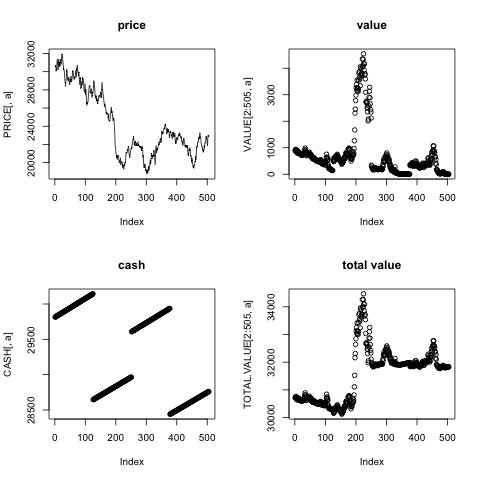 price
PRICE[, a]
20000 24000 28000 32000
0 100 200 300 400 500
Index
value
VALUE[2:505, a]
0 1000 3000
0 100 200 300 400 500
Index
cash
CASH[, a]
28500 29500
0 100 200 300 400 500
Index
total value
TOTAL.VALUE[2:505, a]
30000 32000 34000
0 100 200 300 400 500
Index